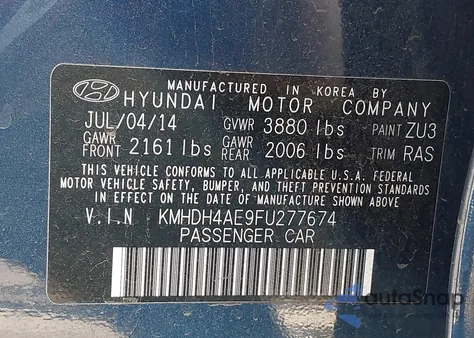 MANUFACTURED IN KOREA BY
HYUNDAI MOTOR COMPANY
JUL/04/14 GVWR 3880 lbs PAINT ZU3
GAWR FRONT 2161 lbs GAWR REAR 2006 lbs TRIM RAS
THIS VEHICLE CONFORMS TO ALL APPLICABLE U.S.A. FEDERAL
MOTOR VEHICLE SAFETY, BUMPER, AND THEFT PREVENTION STANDARDS
IN EFFECT ON THE DATE OF MANUFACTURE SHOWN ABOVE.
V.I.N KMHDH4AE9FU277674
PASSENGER CAR
autoSnap